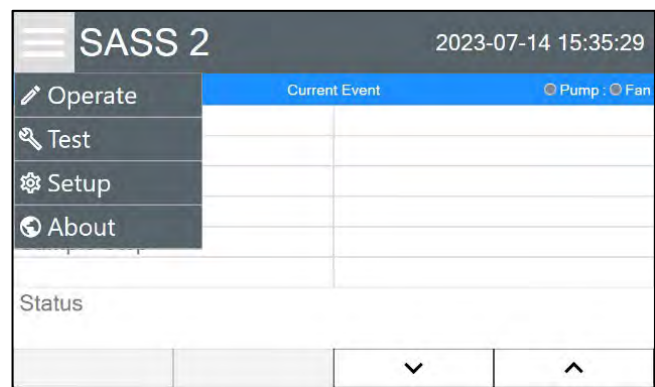 SASS 2
2023-07-14 15:35:29
Operate
Current Event
Pump : Fan
Test
Setup
About
Status